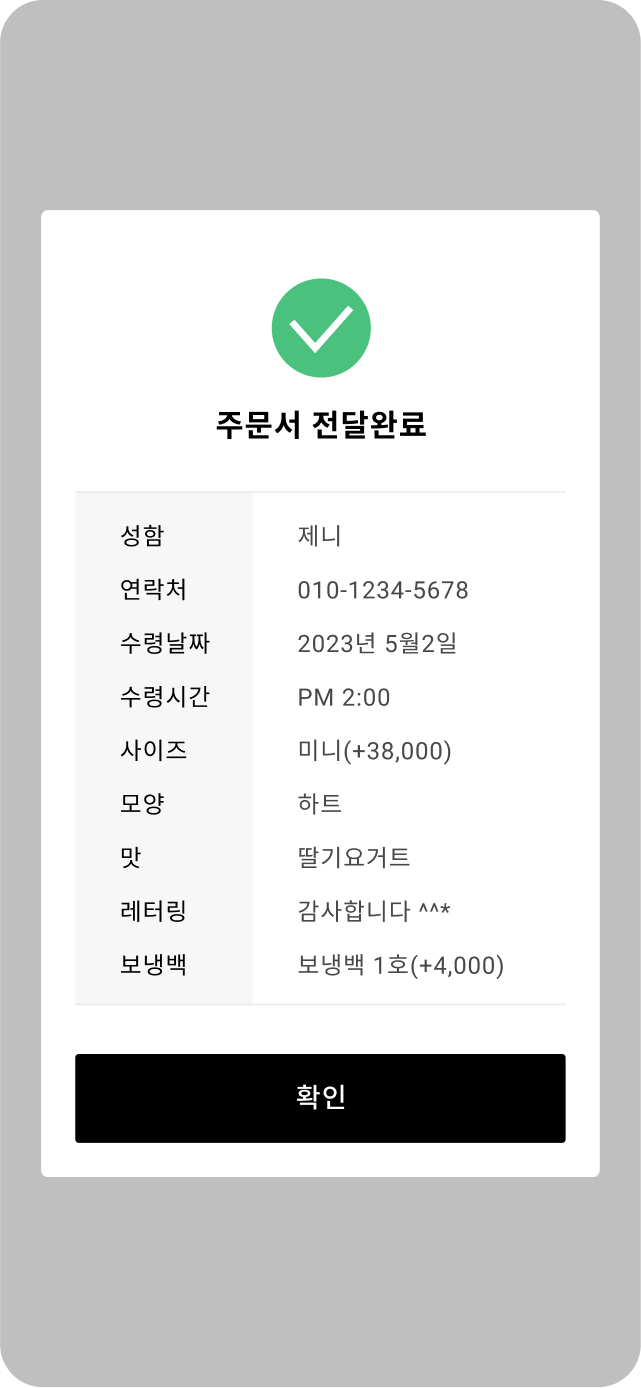 주문서 전달완료
성함 제니
연락처 010-1234-5678
수령날짜 2023년 5월2일
수령시간 PM 2:00
사이즈 미니(+38,000)
모양 하트
맛 딸기요거트
레터링 감사합니다 ^^*
보냉백 보냉백 1호(+4,000)
확인